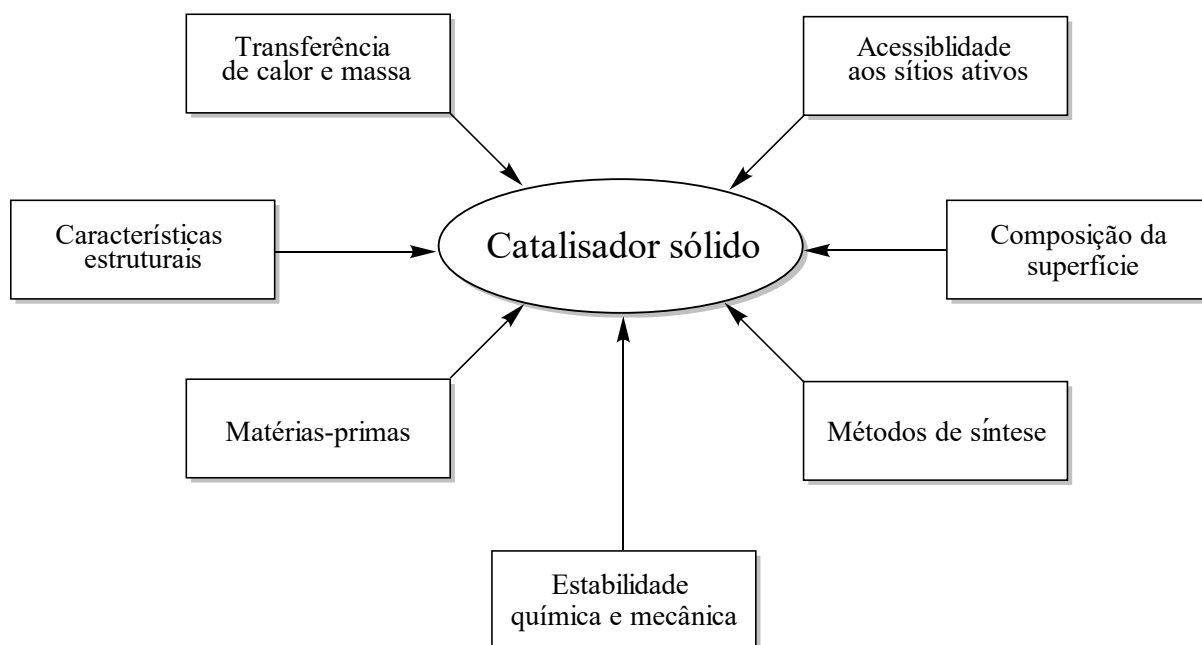 Transferência
de calor e massa
Acessiblidade
aos sítios ativos
Características
estruturais
Catalisador sólido
Composição da
superfície
Matérias-primas
Métodos de síntese
Estabilidade
química e mecânica